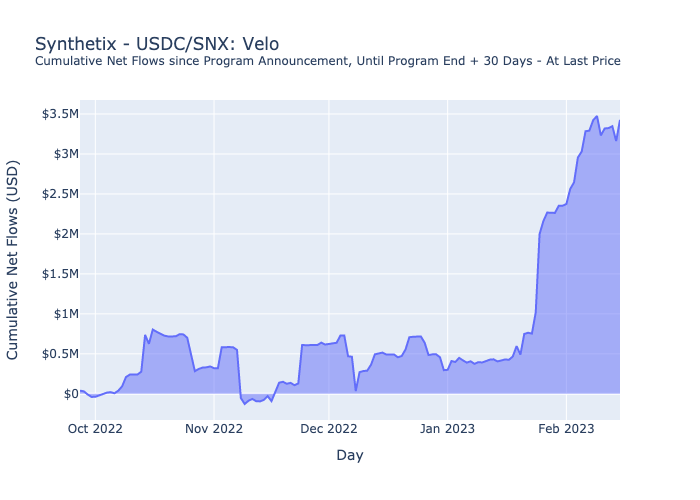 Synthetix - USDC/SNX: Velo
Cumulative Net Flows since Program Announcement, Until Program End + 30 Days - At Last Price
$3.5M
$3M
$2.5M
$2M
$1.5M
$1M
$0.5M
$0
Cumulative Net Flows (USD)
Oct 2022
Nov 2022
Dec 2022
Jan 2023
Feb 2023
Day